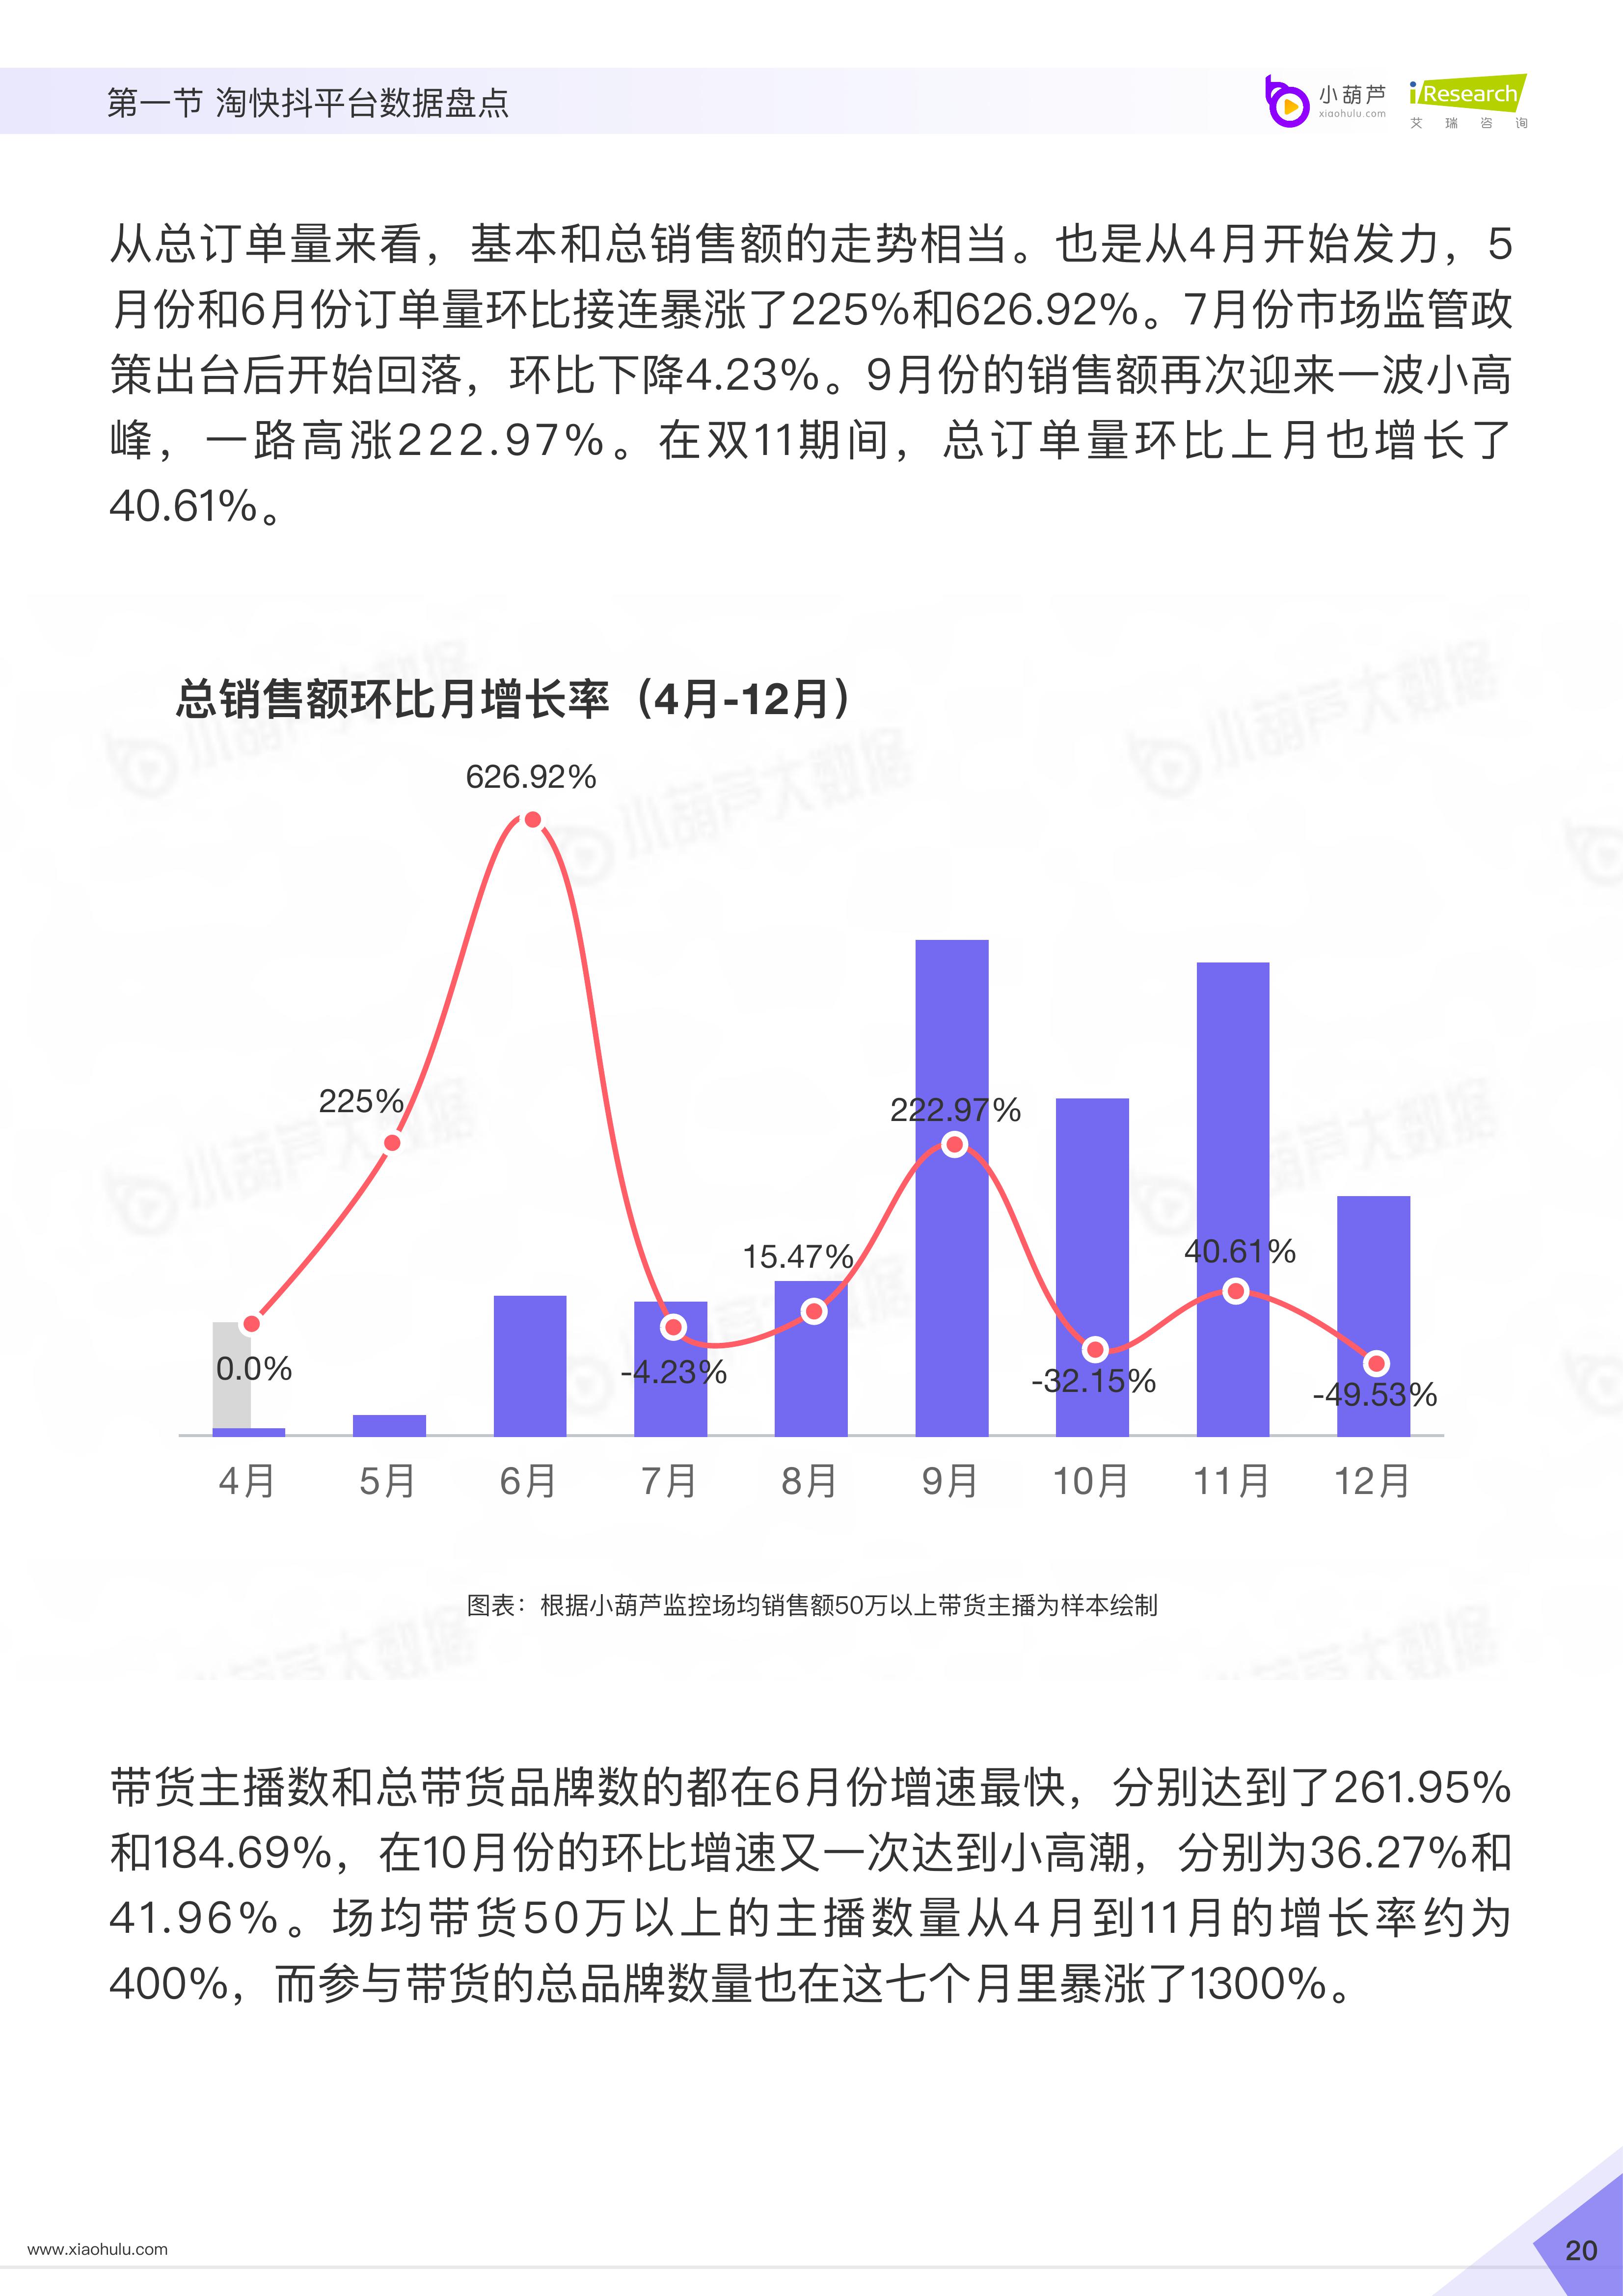 第一节 淘快抖平台数据盘点
小葫芦
xiaohulu.com
iResearch
艾瑞咨询
从总订单量来看，基本和总销售额的走势相当。也是从4月开始发力，5
月份和6月份订单量环比接连暴涨了225%和626.92%。7月份市场监管政
策出台后开始回落，环比下降4.23%。9月份的销售额再次迎来一波小高
峰，一路高涨222.97%。在双11期间，总订单量环比上月也增长了
40.61%。
总销售额环比月增长率（4月-12月）
626.92%
225%
222.97%
15.47%
40.61%
0.0%
-4.23%
-32.15%
-49.53%
4月 5月 6月 7月 8月 9月 10月 11月 12月
图表：根据小葫芦监控场均销售额50万以上带货主播为样本绘制
小葫芦大数据
带货主播数和总带货品牌数的都在6月份增速最快，分别达到了261.95%
和184.69%，在10月份的环比增速又一次达到小高潮，分别为36.27%和
41.96%。场均带货50万以上的主播数量从4月到11月的增长率约为
400%，而参与带货的总品牌数量也在这七个月里暴涨了1300%。
www.xiaohulu.com
20